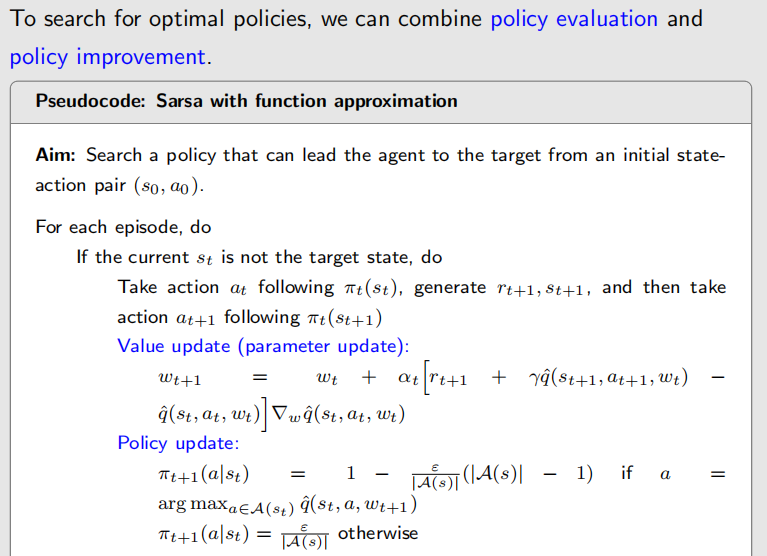 To search for optimal policies, we can combine policy evaluation and
policy improvement.
Pseudocode: Sarsa with function approximation
Aim: Search a policy that can lead the agent to the target from an initial state-
action pair (s₀, a₀).
For each episode, do
If the current sₜ is not the target state, do
Take action aₜ following πₜ(sₜ), generate rₜ₊₁, sₜ₊₁, and then take
action aₜ₊₁ following πₜ(sₜ₊₁)
Value update (parameter update):
wₜ₊₁ = wₜ + αₜ[rₜ₊₁ + γq̂(sₜ₊₁, aₜ₊₁, wₜ) −
q̂(sₜ, aₜ, wₜ)]∇_w q̂(sₜ, aₜ, wₜ)
Policy update:
πₜ₊₁(a|sₜ) = 1 − ε/|𝒜(s)| (|𝒜(s)| − 1) if a =
arg max_{a∈𝒜(sₜ)} q̂(sₜ, a, wₜ₊₁)
πₜ₊₁(a|sₜ) = ε/|𝒜(s)| otherwise